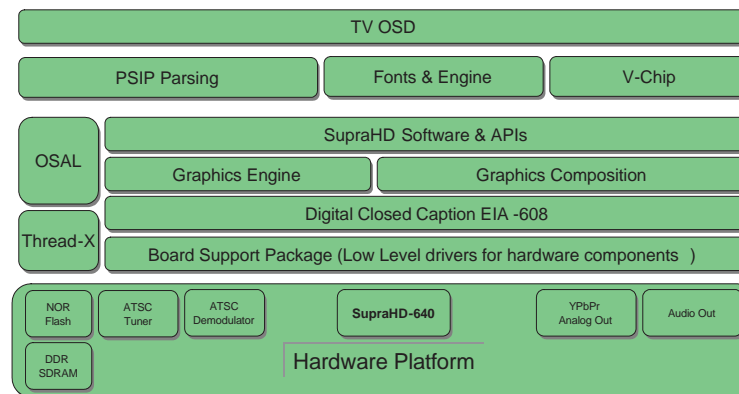 TV OSD
PSIP Parsing
Fonts & Engine
V-Chip
OSAL
SupraHD Software & APIs
Graphics Engine
Graphics Composition
Thread-X
Digital Closed Caption EIA -608
Board Support Package (Low Level drivers for hardware components )
NOR
Flash
ATSC
Tuner
ATSC
Demodulator
SupraHD-640
YPbPr
Analog Out
Audio Out
DDR
SDRAM
Hardware Platform